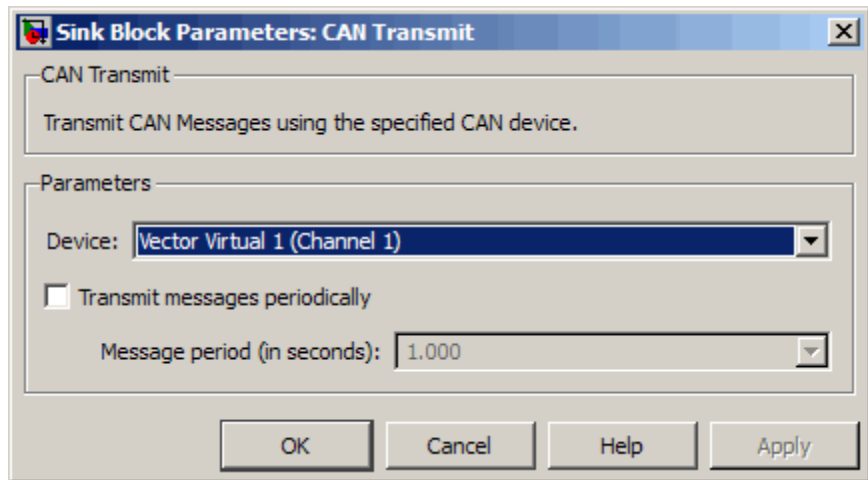 Sink Block Parameters: CAN Transmit
CAN Transmit
Transmit CAN Messages using the specified CAN device.
Parameters
Device: Vector Virtual 1 (Channel 1)
Transmit messages periodically
Message period (in seconds): 1.000
OK Cancel Help Apply